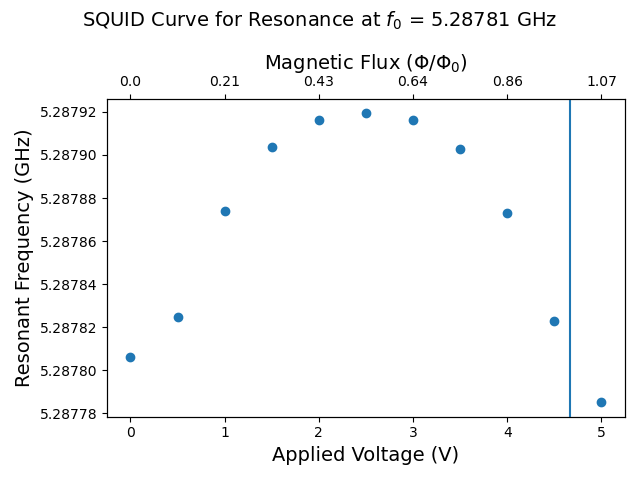 SQUID Curve for Resonance at f₀ = 5.28781 GHz
Magnetic Flux (Φ/Φ₀)
0.0 0.21 0.43 0.64 0.86 1.07
Resonant Frequency (GHz)
5.28792
5.28790
5.28788
5.28786
5.28784
5.28782
5.28780
5.28778
0 1 2 3 4 5
Applied Voltage (V)